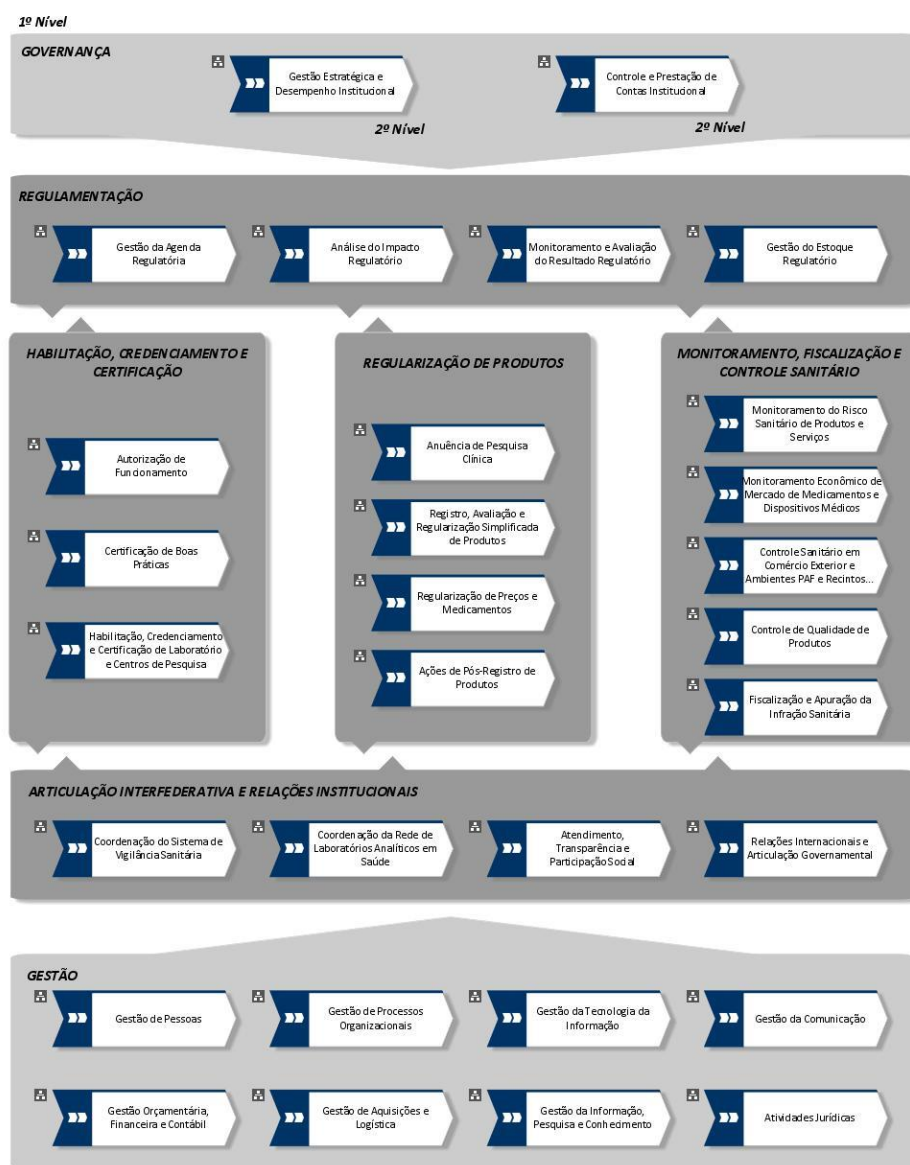 1º Nível
GOVERNANÇA
Gestão Estratégica e
Desempenho Institucional
Controle e Prestação de
Contas Institucional
2º Nível
2º Nível
REGULAMENTAÇÃO
Gestão da Agenda
Regulatória
Análise do Impacto
Regulatório
Monitoramento e Avaliação
do Resultado Regulatório
Gestão do Estoque
Regulatório
HABILITAÇÃO, CREDENCIAMENTO E
CERTIFICAÇÃO
Autorização de
Funcionamento
Certificação de Boas
Práticas
Habilitação, Credenciamento
e Certificação de Laboratório
e Centros de Pesquisa
REGULARIZAÇÃO DE PRODUTOS
Anuência de Pesquisa
Clínica
Registro, Avaliação e
Regularização Simplificada
de Produtos
Regularização de Preços e
Medicamentos
Ações de Pós-Registro de
Produtos
MONITORAMENTO, FISCALIZAÇÃO E
CONTROLE SANITÁRIO
Monitoramento do Risco
Sanitário de Produtos e
Serviços
Monitoramento Econômico de
Mercado de Medicamentos e
Dispositivos Médicos
Controle Sanitário em
Comércio Exterior e
Ambientes PAF e Recintos...
Controle de Qualidade de
Produtos
Fiscalização e Apuração da
Infração Sanitária
ARTICULAÇÃO INTERFEDERATIVA E RELAÇÕES INSTITUCIONAIS
Coordenação do Sistema de
Vigilância Sanitária
Coordenação da Rede de
Laboratórios Analíticos em
Saúde
Atendimento,
Transparência e
Participação Social
Relações Internacionais e
Articulação Governamental
GESTÃO
Gestão de Pessoas
Gestão de Processos
Organizacionais
Gestão da Tecnologia da
Informação
Gestão da Comunicação
Gestão Orçamentária,
Financeira e Contábil
Gestão de Aquisições e
Logística
Gestão da Informação,
Pesquisa e Conhecimento
Atividades Jurídicas